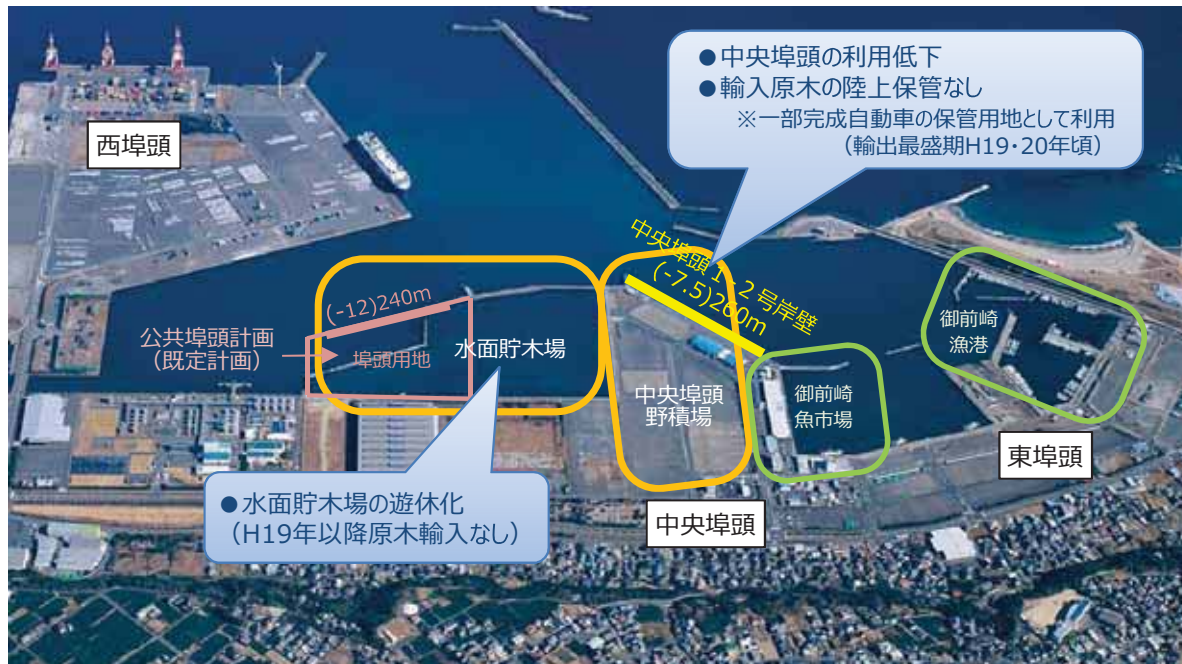 ●中央埠頭の利用低下
●輸入原木の陸上保管なし
※一部完成自動車の保管用地として利用
（輸出最盛期H19・20年頃）
西埠頭
中央埠頭１-２号岸壁
(-7.5)260m
(-12)240m
公共埠頭計画
（既定計画）
埠頭用地
水面貯木場
中央埠頭
野積場
御前崎
魚市場
御前崎
漁港
東埠頭
中央埠頭
●水面貯木場の遊休化
（H19年以降原木輸入なし）